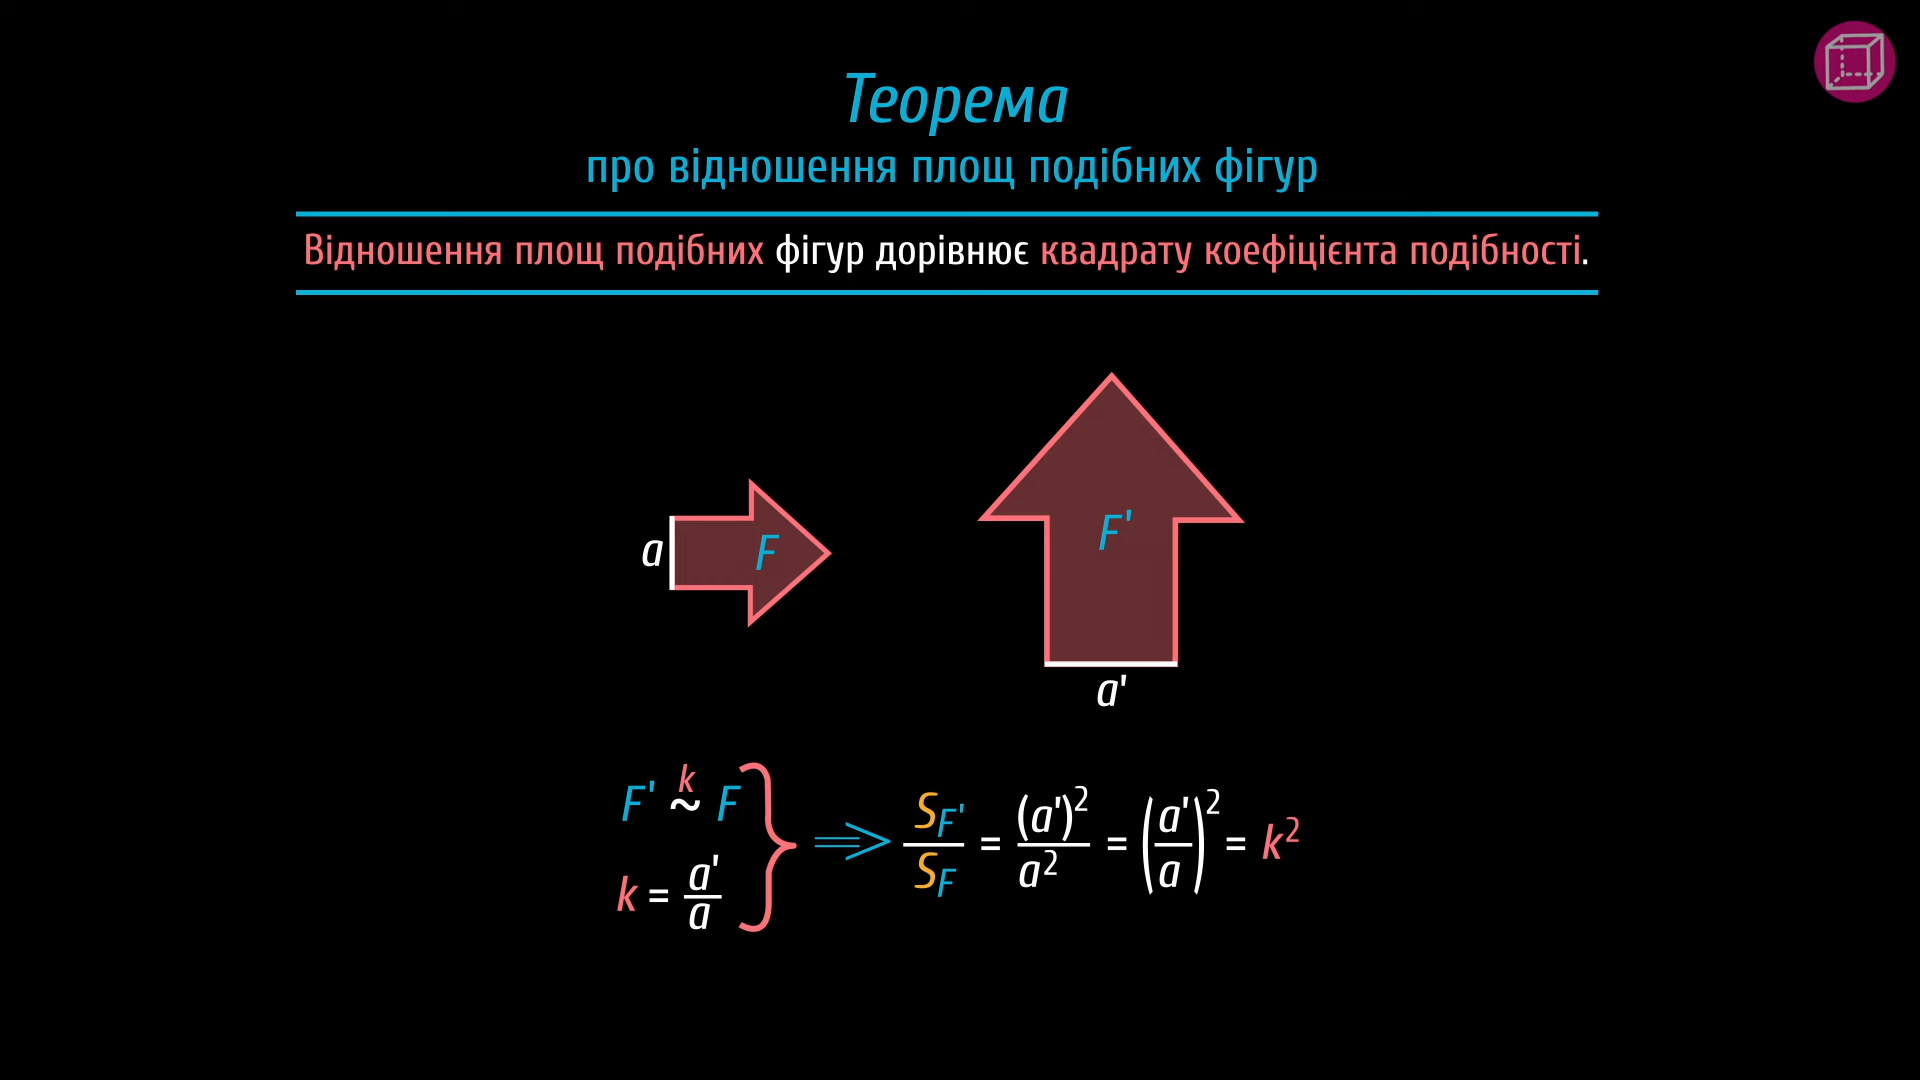 Теорема
про відношення площ подібних фігур
Відношення площ подібних фігур дорівнює квадрату коефіцієнта подібності.
a
F
F'
a'
F' ~ᵏ F
k = a'/a
⇒ S_F'/S_F = (a')²/a² = (a'/a)² = k²